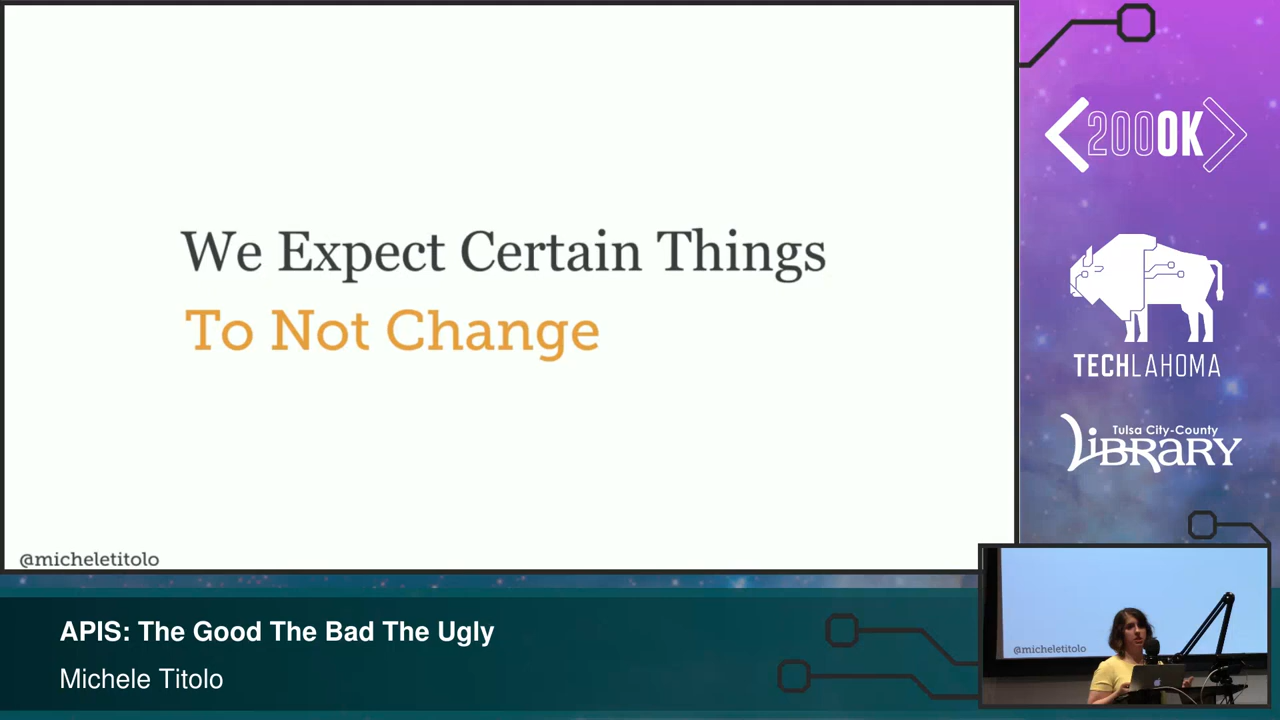 We Expect Certain Things
To Not Change
@micheletitolo
<200OK>
TECHLAHOMA
Tulsa City-County
LIBRARY
@micheletitolo
APIS: The Good The Bad The Ugly
Michele Titolo